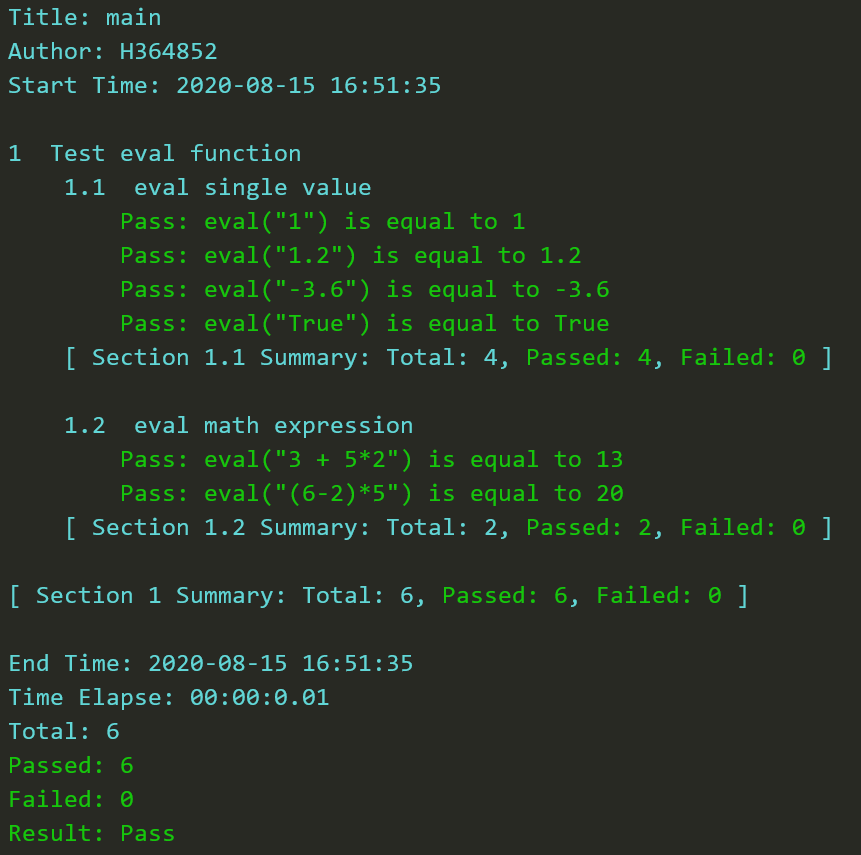 Title: main
Author: H364852
Start Time: 2020-08-15 16:51:35
1  Test eval function
1.1  eval single value
Pass: eval("1") is equal to 1
Pass: eval("1.2") is equal to 1.2
Pass: eval("-3.6") is equal to -3.6
Pass: eval("True") is equal to True
[ Section 1.1 Summary: Total: 4, Passed: 4, Failed: 0 ]
1.2  eval math expression
Pass: eval("3 + 5*2") is equal to 13
Pass: eval("(6-2)*5") is equal to 20
[ Section 1.2 Summary: Total: 2, Passed: 2, Failed: 0 ]
[ Section 1 Summary: Total: 6, Passed: 6, Failed: 0 ]
End Time: 2020-08-15 16:51:35
Time Elapse: 00:00:0.01
Total: 6
Passed: 6
Failed: 0
Result: Pass